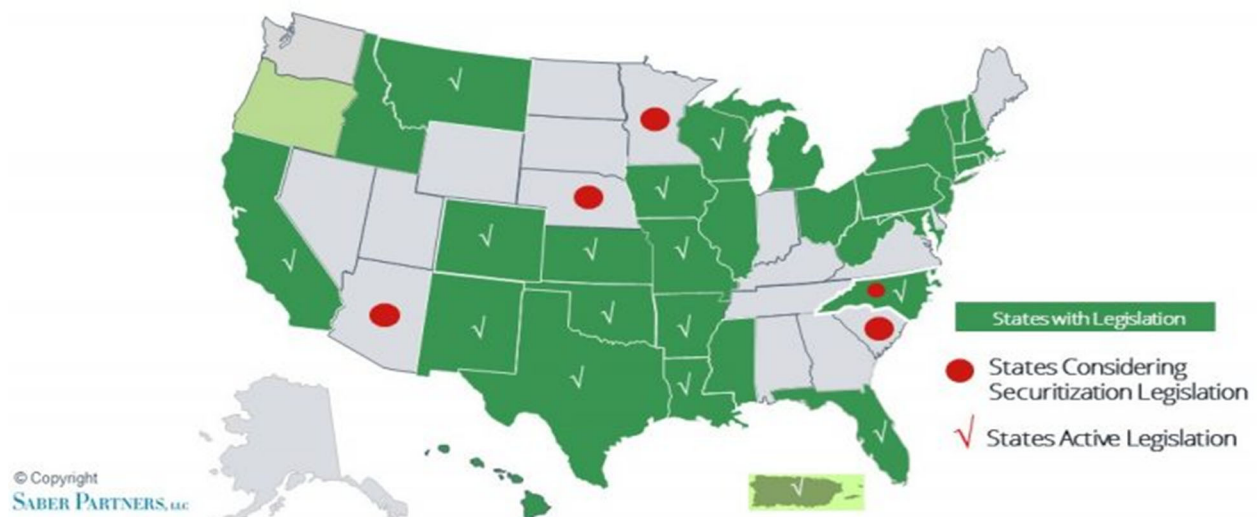 States with Legislation
States Considering
Securitization Legislation
√ States Active Legislation
© Copyright
SABER PARTNERS, LLC